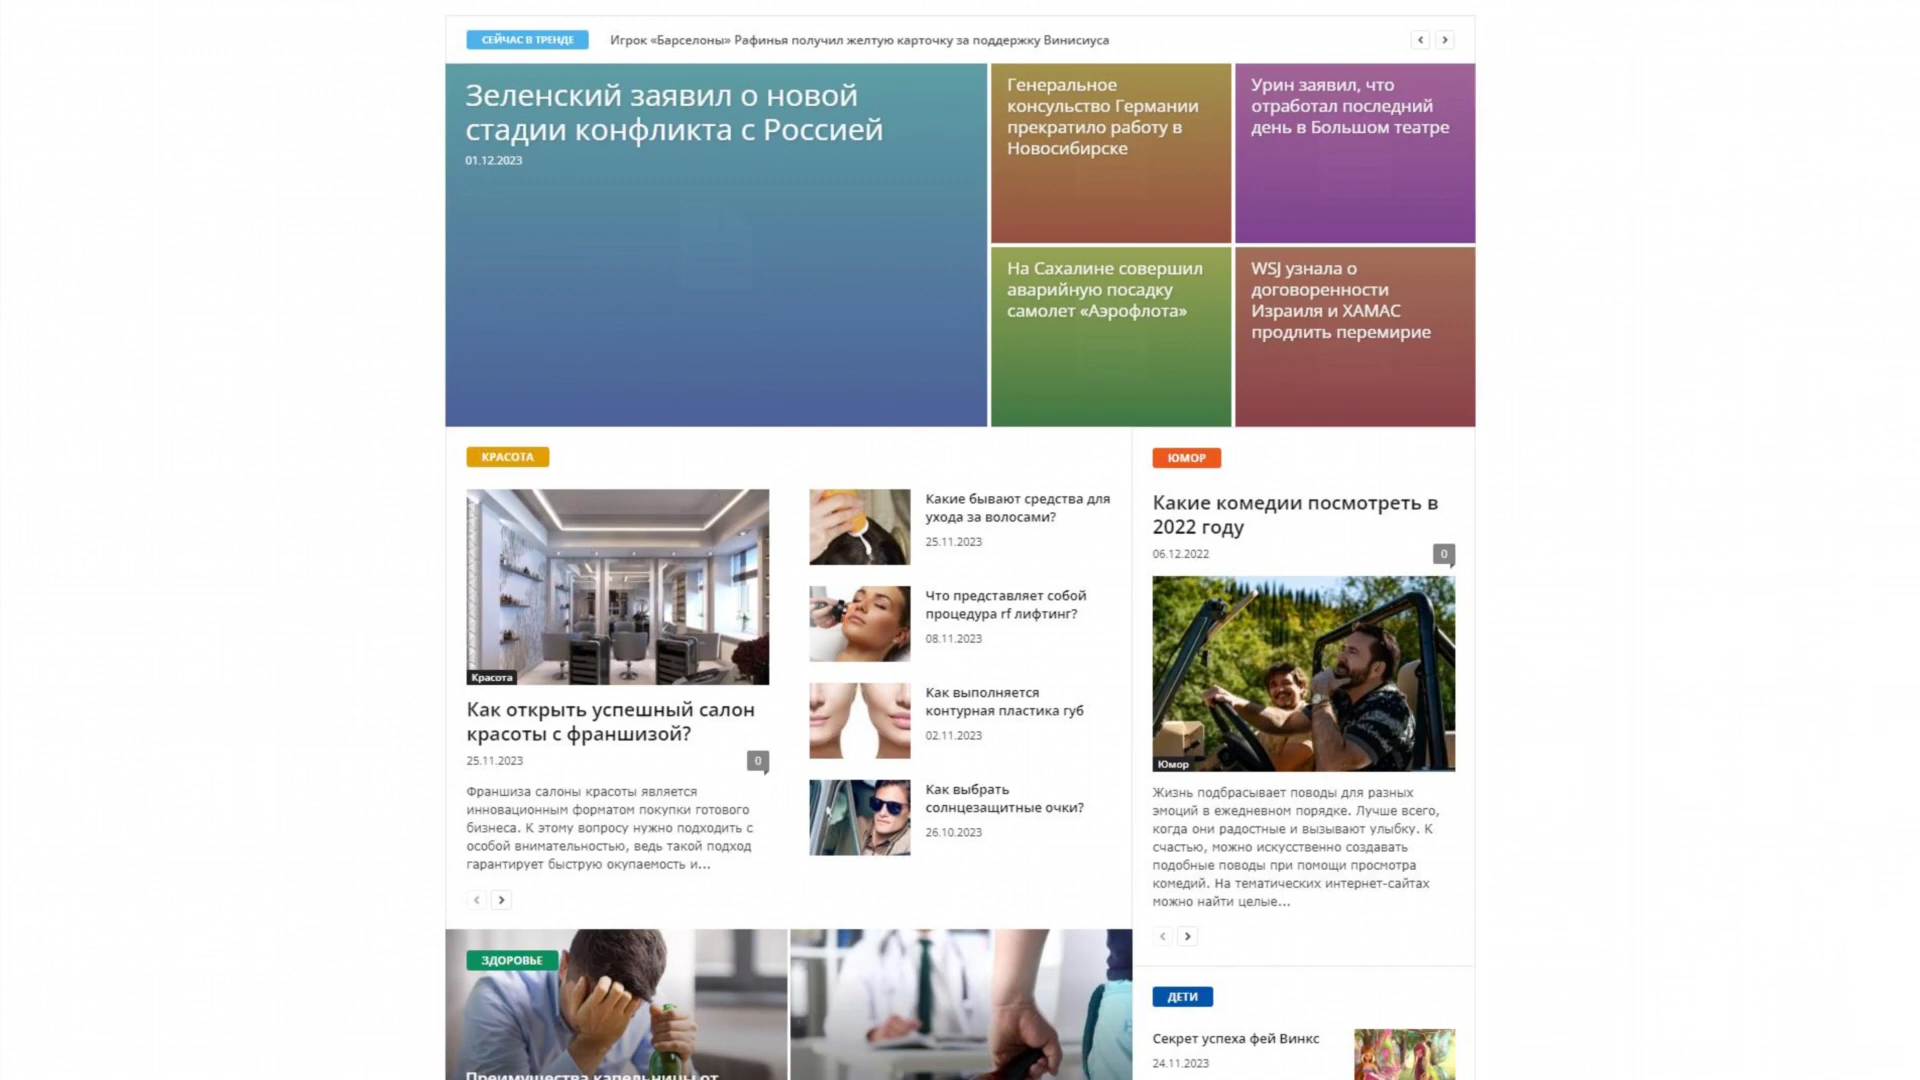 СЕЙЧАС В ТРЕНДЕ
Игрок «Барселоны» Рафинья получил желтую карточку за поддержку Винисиуса
Зеленский заявил о новой
стадии конфликта с Россией
01.12.2023
Генеральное
консульство Германии
прекратило работу в
Новосибирске
Урин заявил, что
отработал последний
день в Большом театре
На Сахалине совершил
аварийную посадку
самолет «Аэрофлота»
WSJ узнала о
договоренности
Израиля и ХАМАС
продлить перемирие
КРАСОТА
Красота
Как открыть успешный салон
красоты с франшизой?
25.11.2023
0
Франшиза салоны красоты является
инновационным форматом покупки готового
бизнеса. К этому вопросу нужно подходить с
особой внимательностью, ведь такой подход
гарантирует быструю окупаемость и...
Какие бывают средства для
ухода за волосами?
25.11.2023
Что представляет собой
процедура rf лифтинг?
08.11.2023
Как выполняется
контурная пластика губ
02.11.2023
Как выбрать
солнцезащитные очки?
26.10.2023
ЮМОР
Какие комедии посмотреть в
2022 году
06.12.2022
0
Юмор
Жизнь подбрасывает поводы для разных
эмоций в ежедневном порядке. Лучше всего,
когда они радостные и вызывают улыбку. К
счастью, можно искусственно создавать
подобные поводы при помощи просмотра
комедий. На тематических интернет-сайтах
можно найти целые...
ЗДОРОВЬЕ
Преимущества капельницы от
ДЕТИ
Секрет успеха фей Винкс
24.11.2023